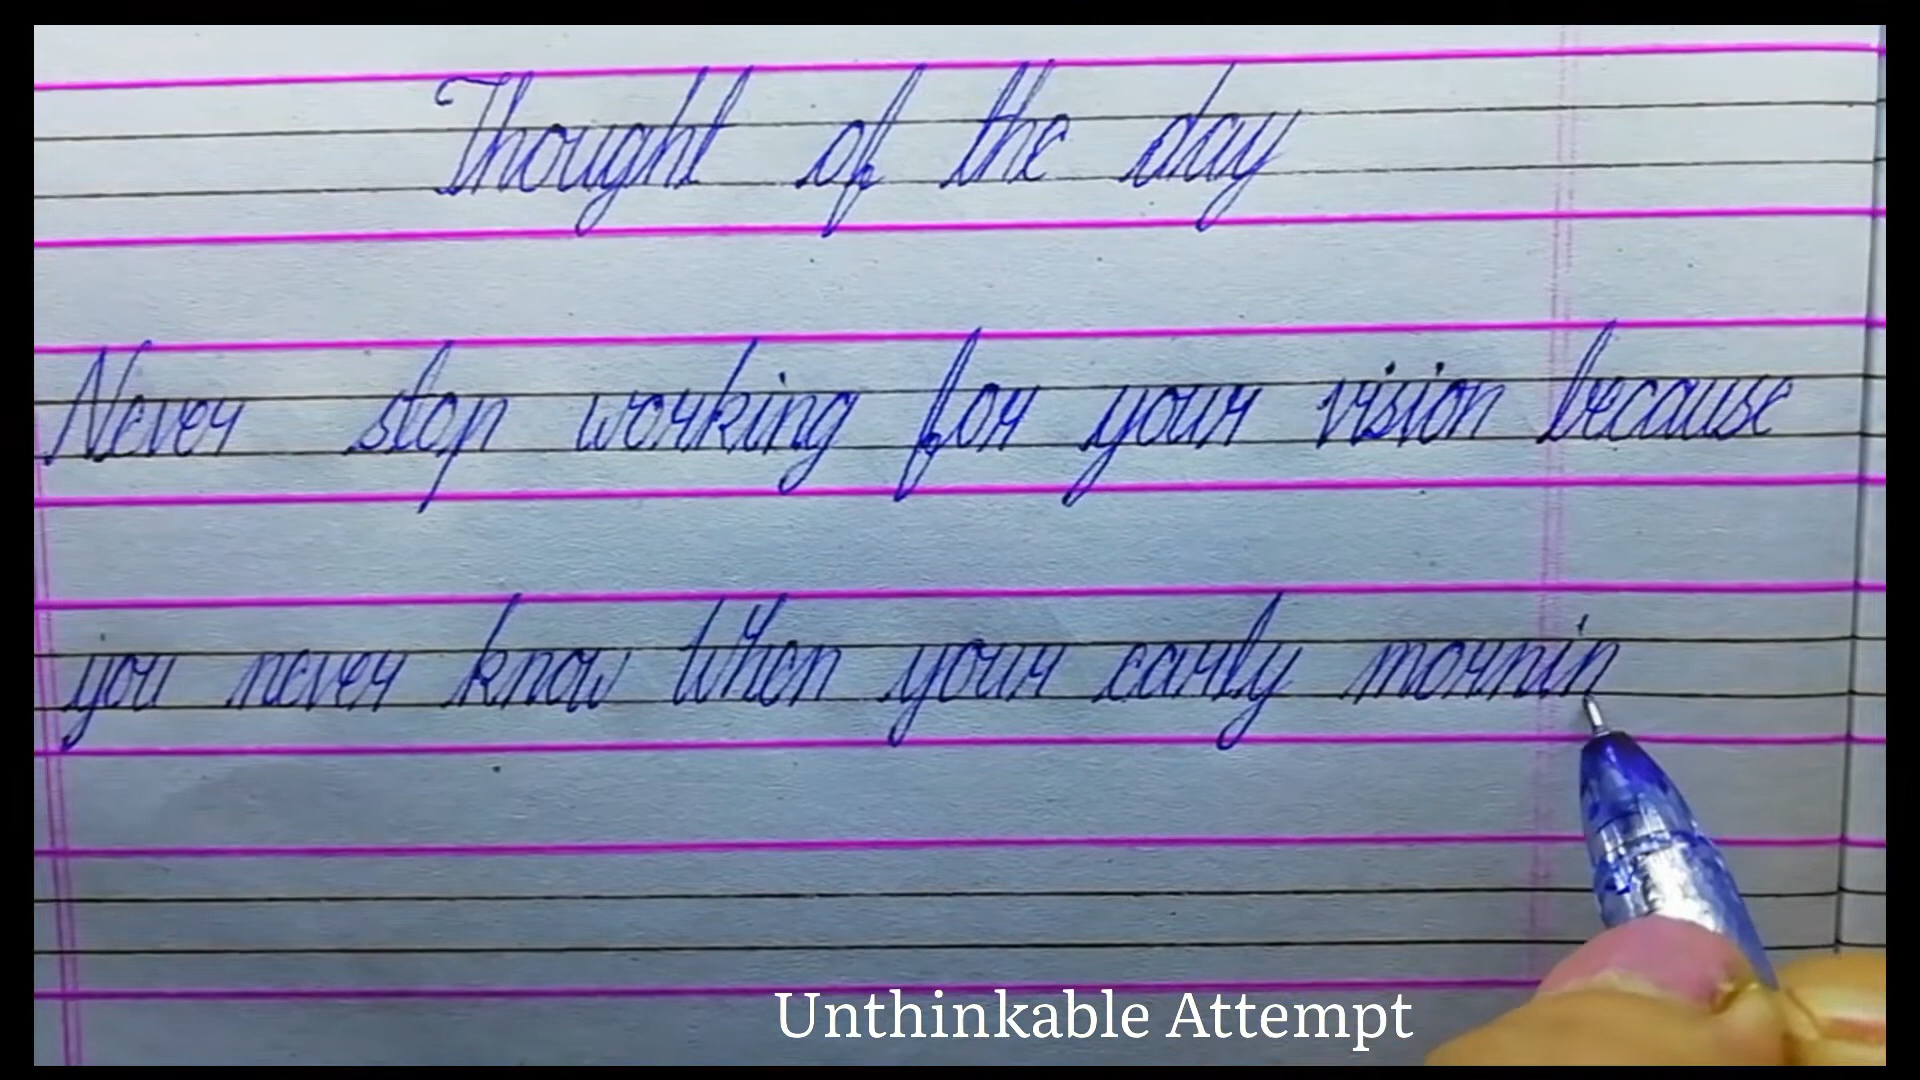 Thought of the day
Never stop working for your vision because
you never know when your early mornin
Unthinkable Attempt